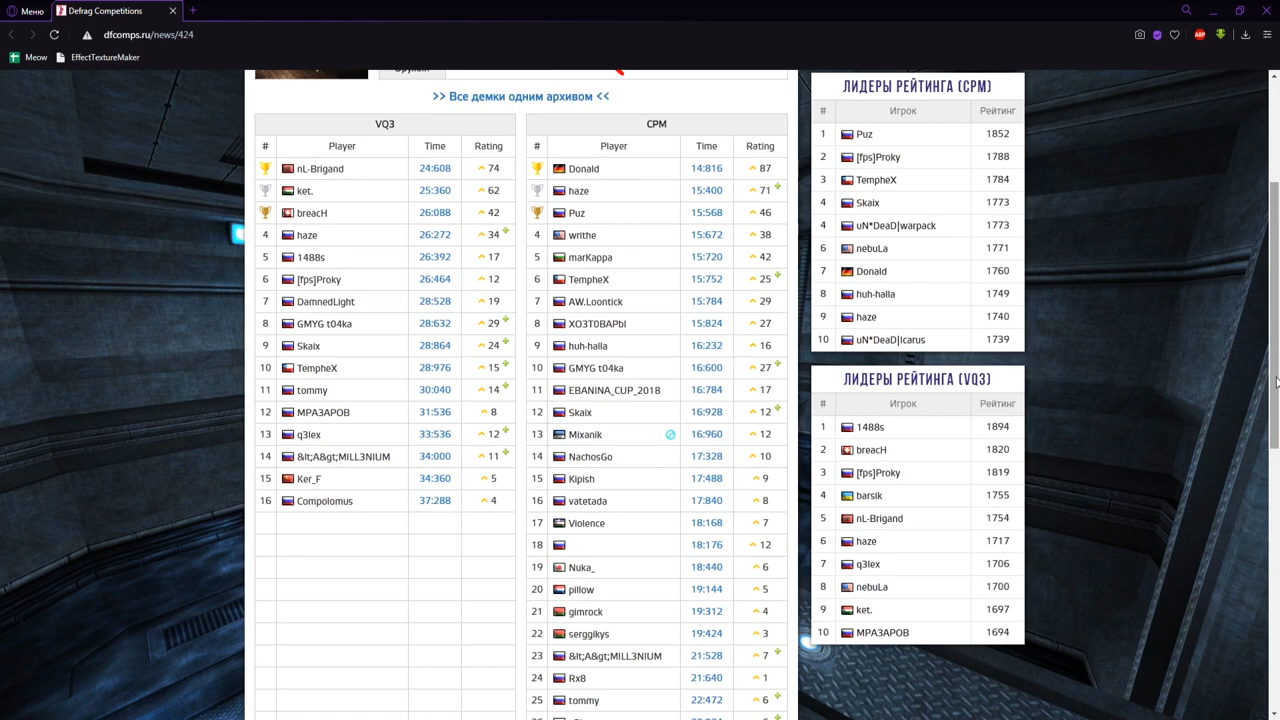 Меню
Defrag Competitions
dfcomps.ru/news/424
Meow
EffectTextureMaker
>> Все демки одним архивом <<
VQ3
# Player Time Rating
nL-Brigand 24:608 74
ket. 25:360 62
breacH 26:088 42
4 haze 26:272 34
5 1488s 26:392 17
6 [fps]Proky 26:464 12
7 DamnedLight 28:528 19
8 GMYG t04ka 28:632 29
9 Skaix 28:864 24
10 TempheX 28:976 15
11 tommy 30:040 14
12 МРАЗАРОВ 31:536 8
13 q3lex 33:536 12
14 &lt;A&gt;MILL3NIUM 34:000 11
15 Ker_F 34:360 5
16 Compolomus 37:288 4
CPM
# Player Time Rating
Donald 14:816 87
haze 15:400 71
Puz 15:568 46
4 writhe 15:672 38
5 marKappa 15:720 42
6 TempheX 15:752 25
7 AW.Loontick 15:784 29
8 XO3T0BAPbI 15:824 27
9 huh-halla 16:232 16
10 GMYG t04ka 16:600 27
11 EBANINA_CUP_2018 16:784 17
12 Skaix 16:928 12
13 Mixanik 16:960 12
14 NachosGo 17:328 10
15 Kipish 17:488 9
16 vatetada 17:840 8
17 Violence 18:168 7
18 18:176 12
19 Nuka_ 18:440 6
20 pillow 19:144 5
21 gimrock 19:312 4
22 serggikys 19:424 3
23 &lt;A&gt;MILL3NIUM 21:528 7
24 Rx8 21:640 1
25 tommy 22:472 6
ЛИДЕРЫ РЕЙТИНГА (CPM)
# Игрок Рейтинг
1 Puz 1852
2 [fps]Proky 1788
3 TempheX 1784
4 Skaix 1773
4 uN*DeaD|warpack 1773
6 nebuLa 1771
7 Donald 1760
8 huh-halla 1749
9 haze 1740
10 uN*DeaD|Icarus 1739
ЛИДЕРЫ РЕЙТИНГА (VQ3)
# Игрок Рейтинг
1 1488s 1894
2 breacH 1820
3 [fps]Proky 1819
4 barsik 1755
5 nL-Brigand 1754
6 haze 1717
7 q3lex 1706
8 nebuLa 1700
9 ket. 1697
10 МРАЗАРОВ 1694